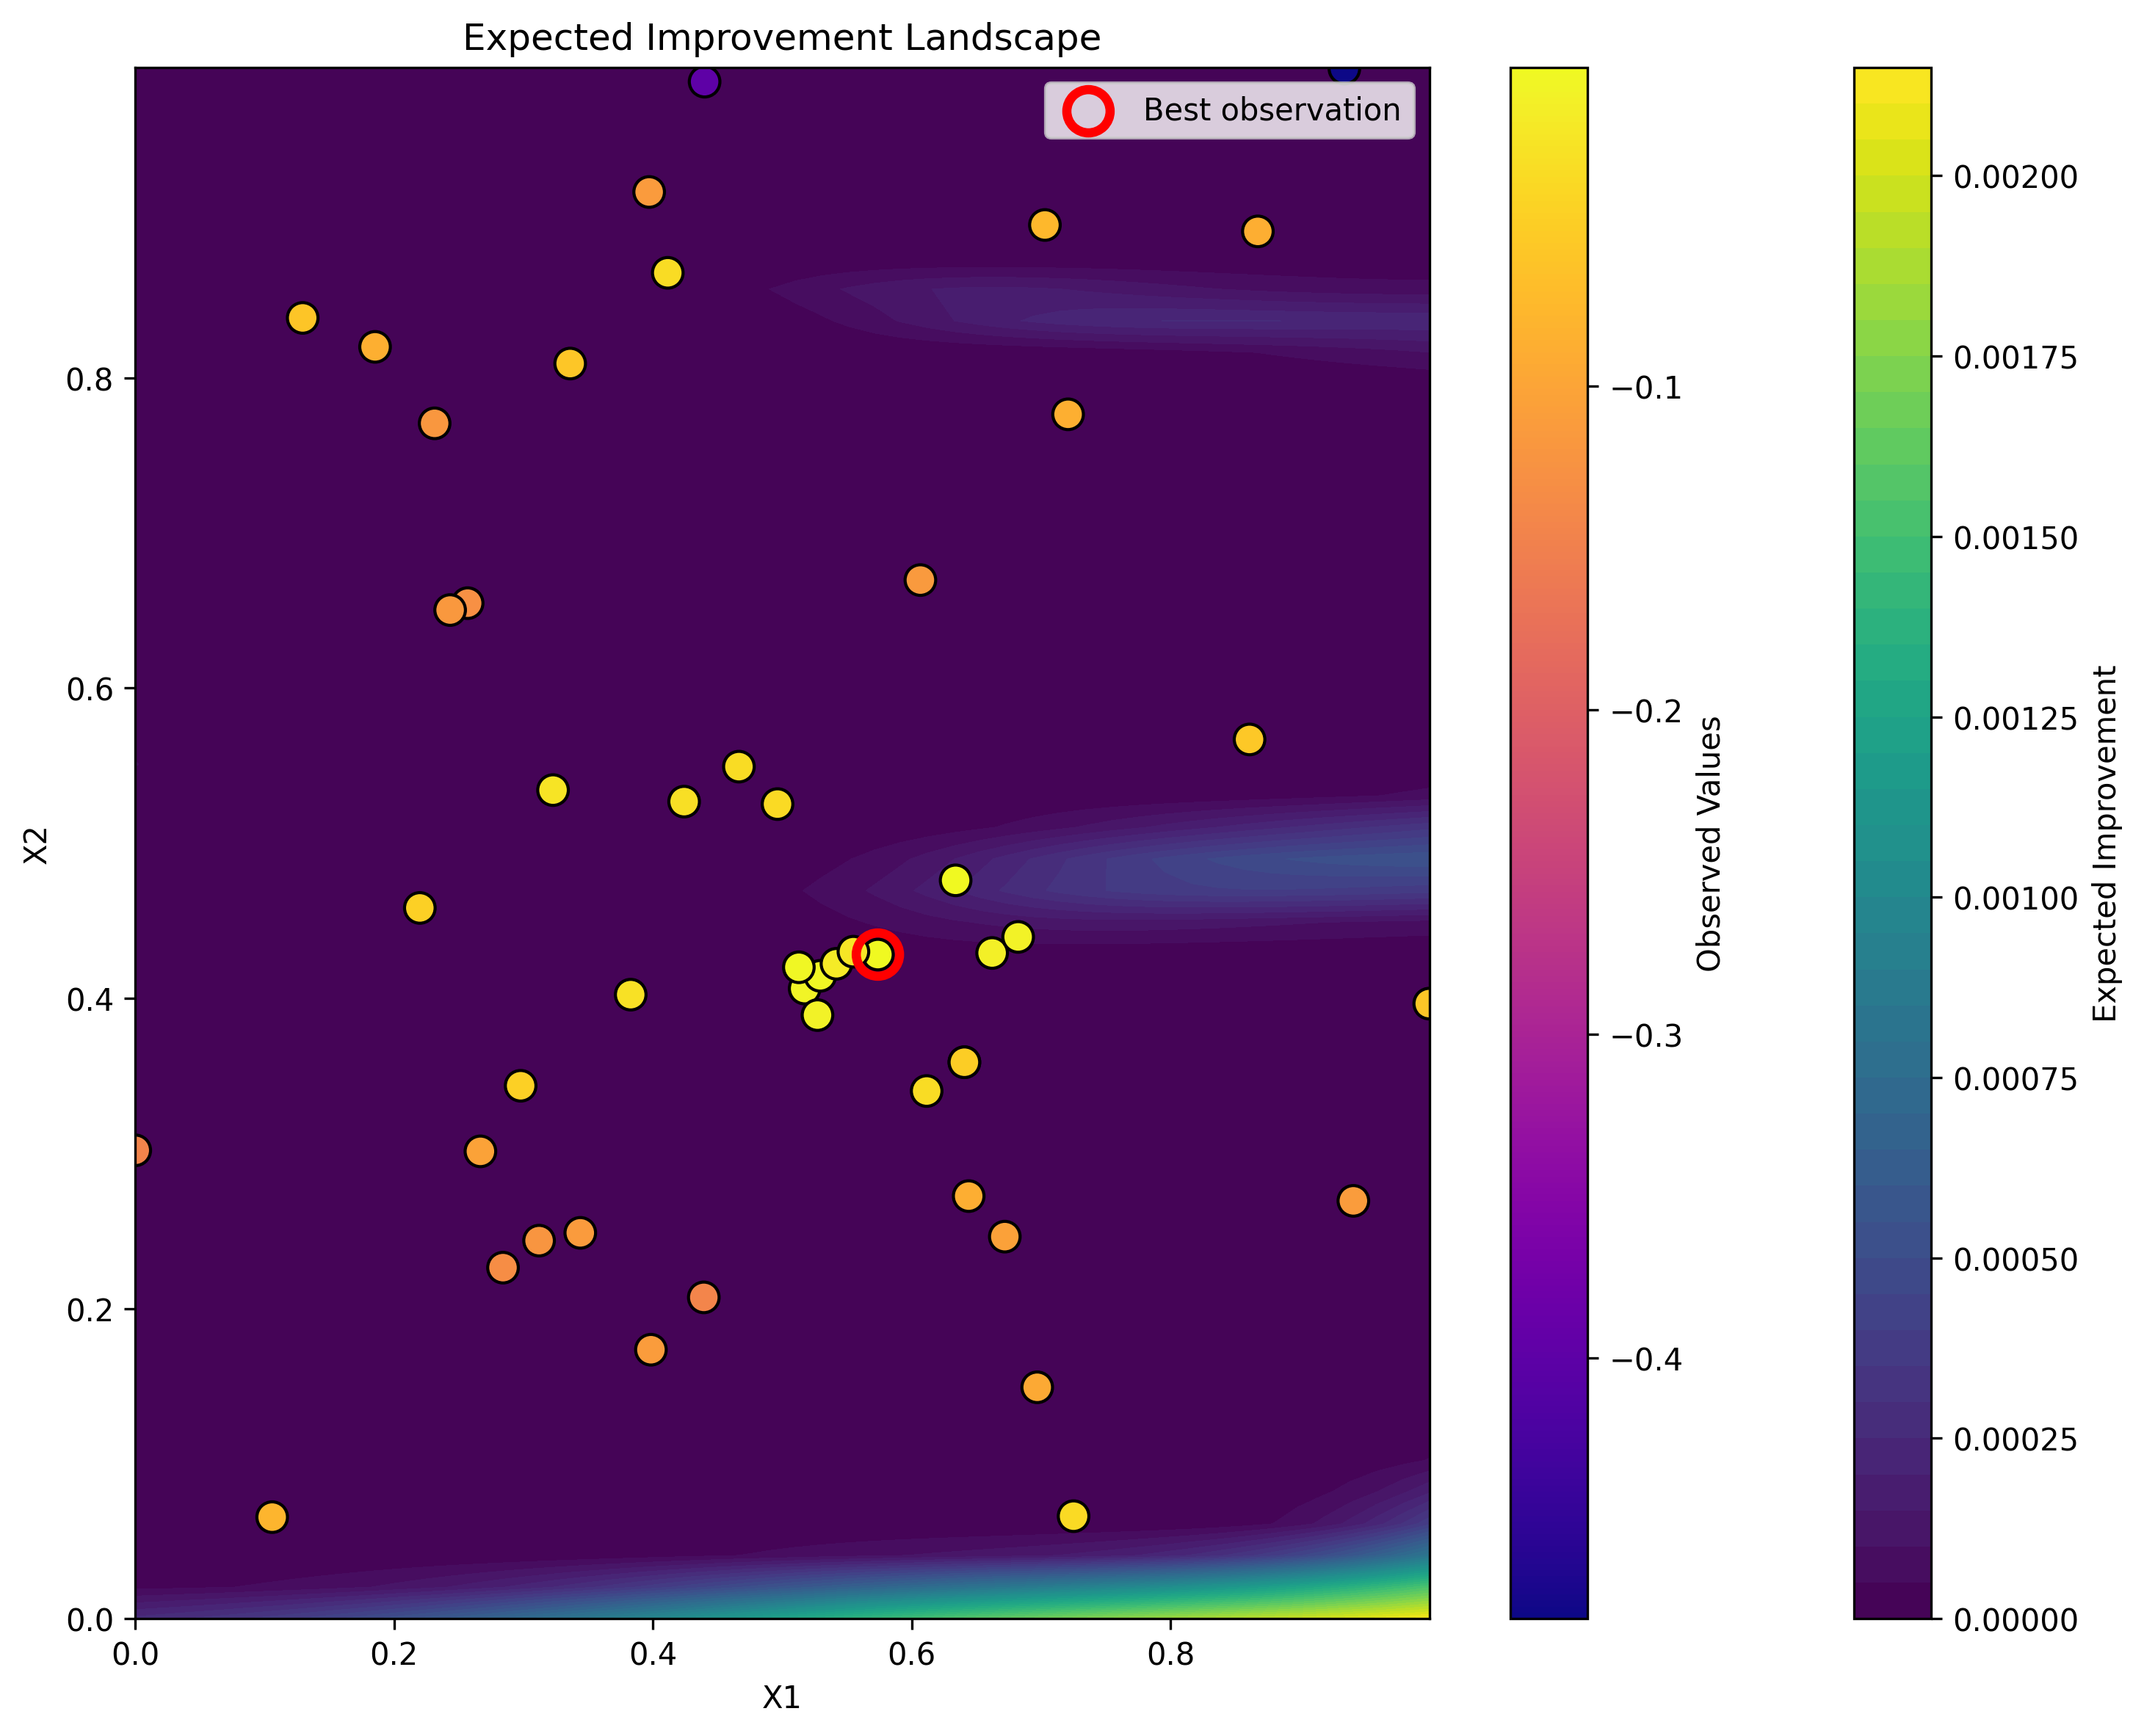 Expected Improvement Landscape
Best observation
X2
0.8
0.6
0.4
0.2
0.0
0.0 0.2 0.4 0.6 0.8
X1
−0.1
−0.2
−0.3
−0.4
Observed Values
0.00200
0.00175
0.00150
0.00125
0.00100
0.00075
0.00050
0.00025
0.00000
Expected Improvement